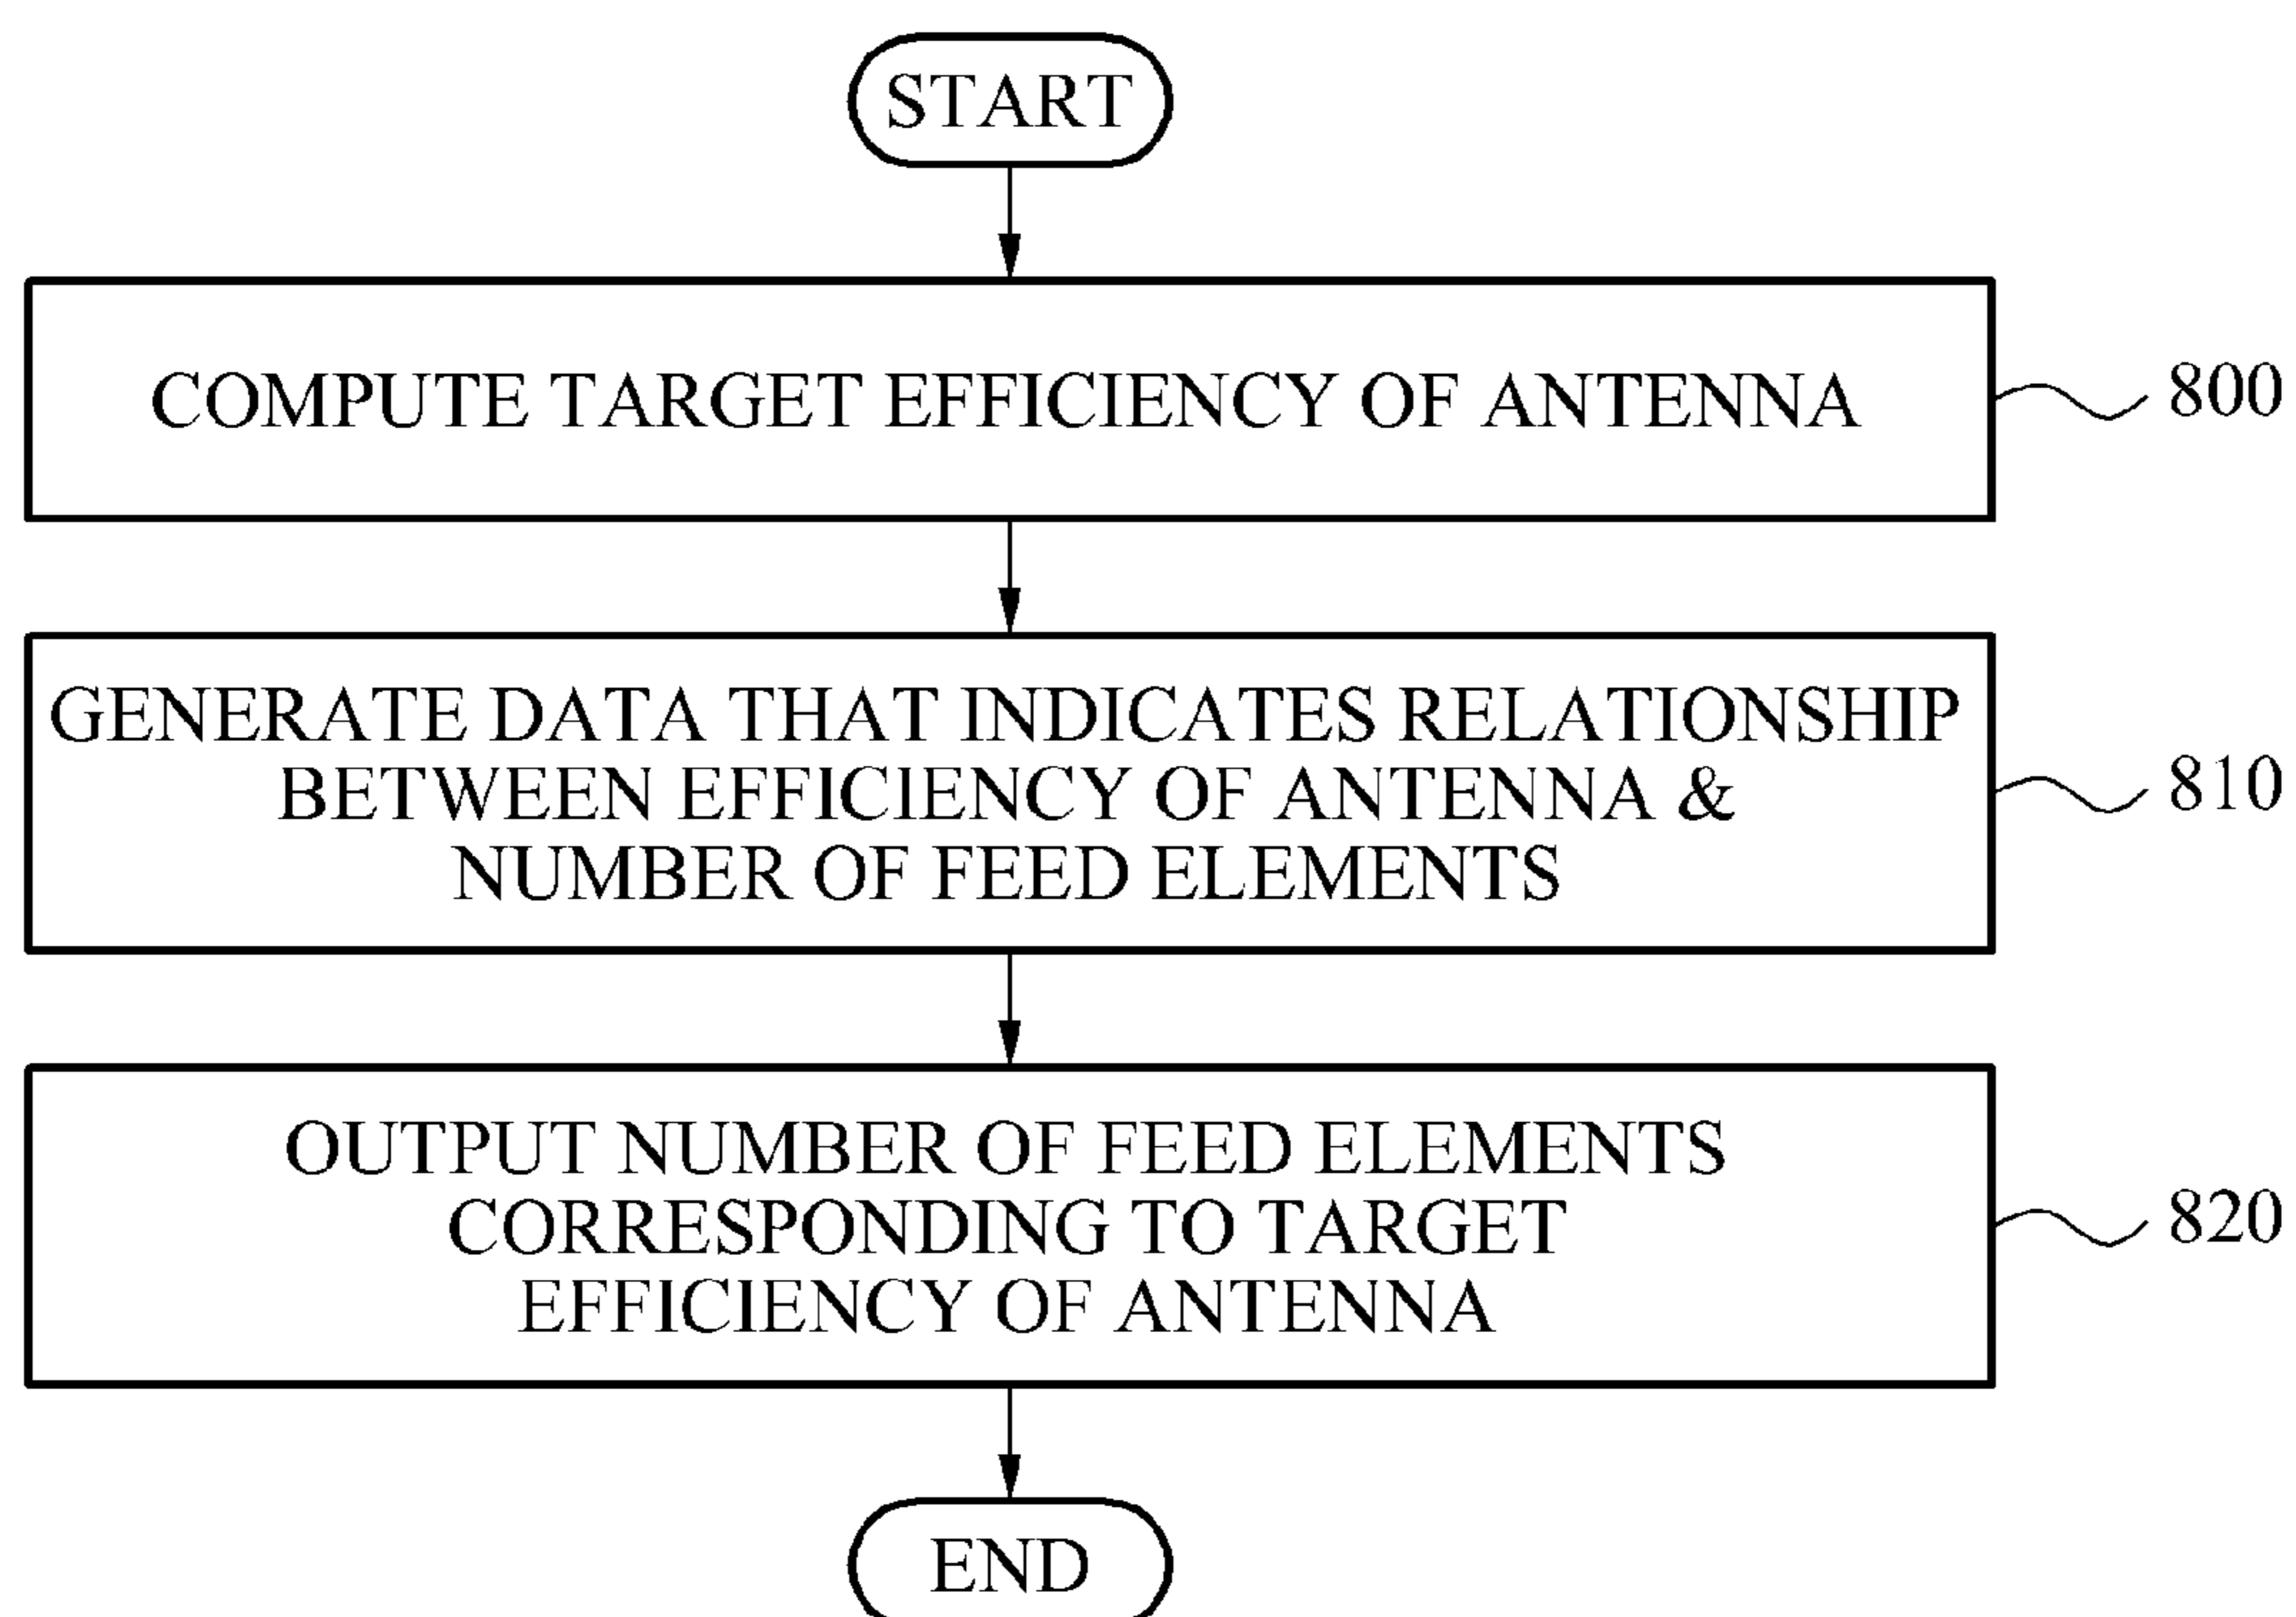 START
COMPUTE TARGET EFFICIENCY OF ANTENNA
800
GENERATE DATA THAT INDICATES RELATIONSHIP
BETWEEN EFFICIENCY OF ANTENNA &
NUMBER OF FEED ELEMENTS
810
OUTPUT NUMBER OF FEED ELEMENTS
CORRESPONDING TO TARGET
EFFICIENCY OF ANTENNA
820
END